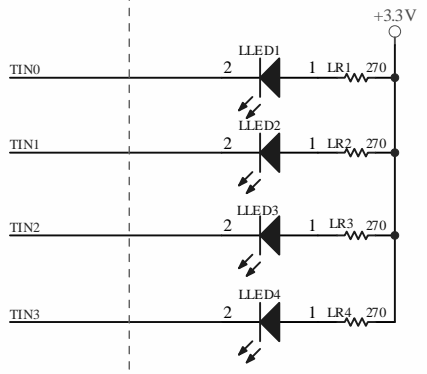 +3.3V
LLED1
TIN0 2 1 LR1 270
LLED2
TIN1 2 1 LR2 270
LLED3
TIN2 2 1 LR3 270
LLED4
TIN3 2 1 LR4 270